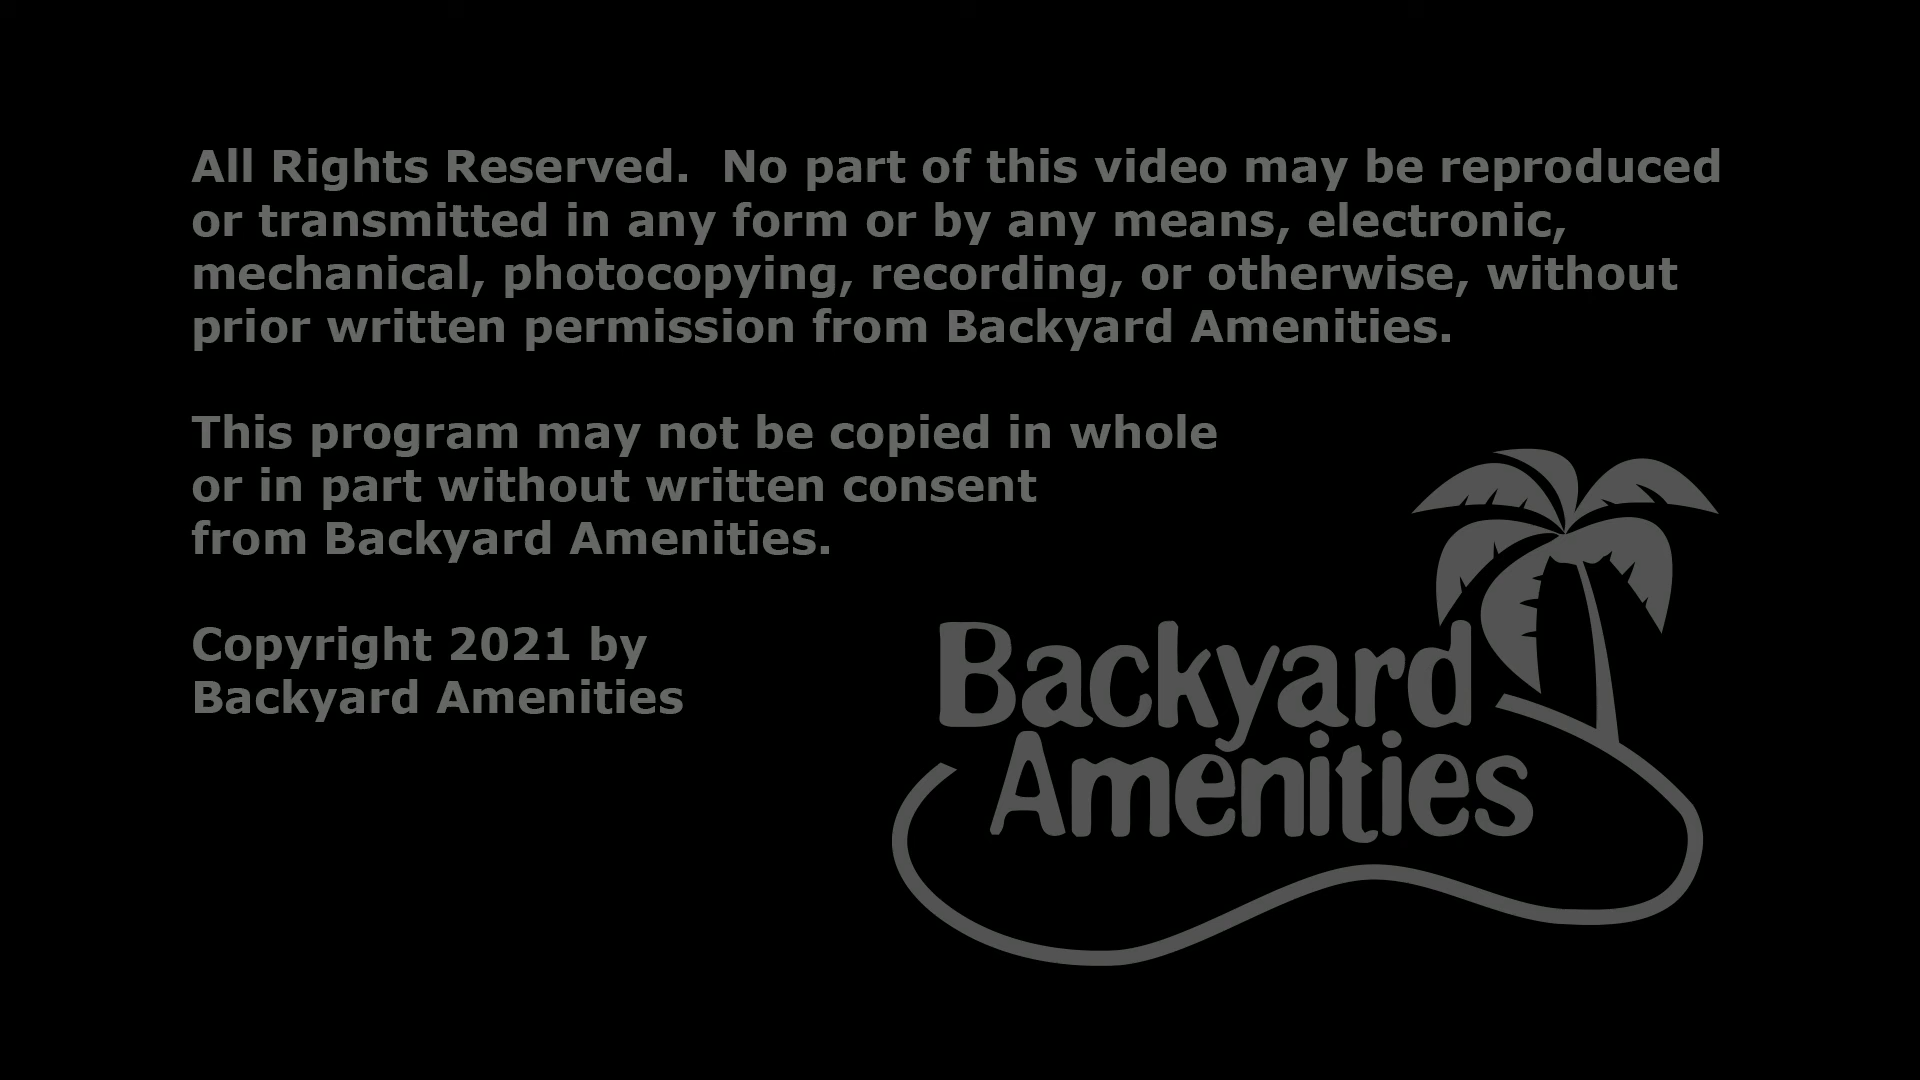 All Rights Reserved.  No part of this video may be reproduced
or transmitted in any form or by any means, electronic,
mechanical, photocopying, recording, or otherwise, without
prior written permission from Backyard Amenities.
This program may not be copied in whole
or in part without written consent
from Backyard Amenities.
Copyright 2021 by
Backyard Amenities
Backyard
Amenities